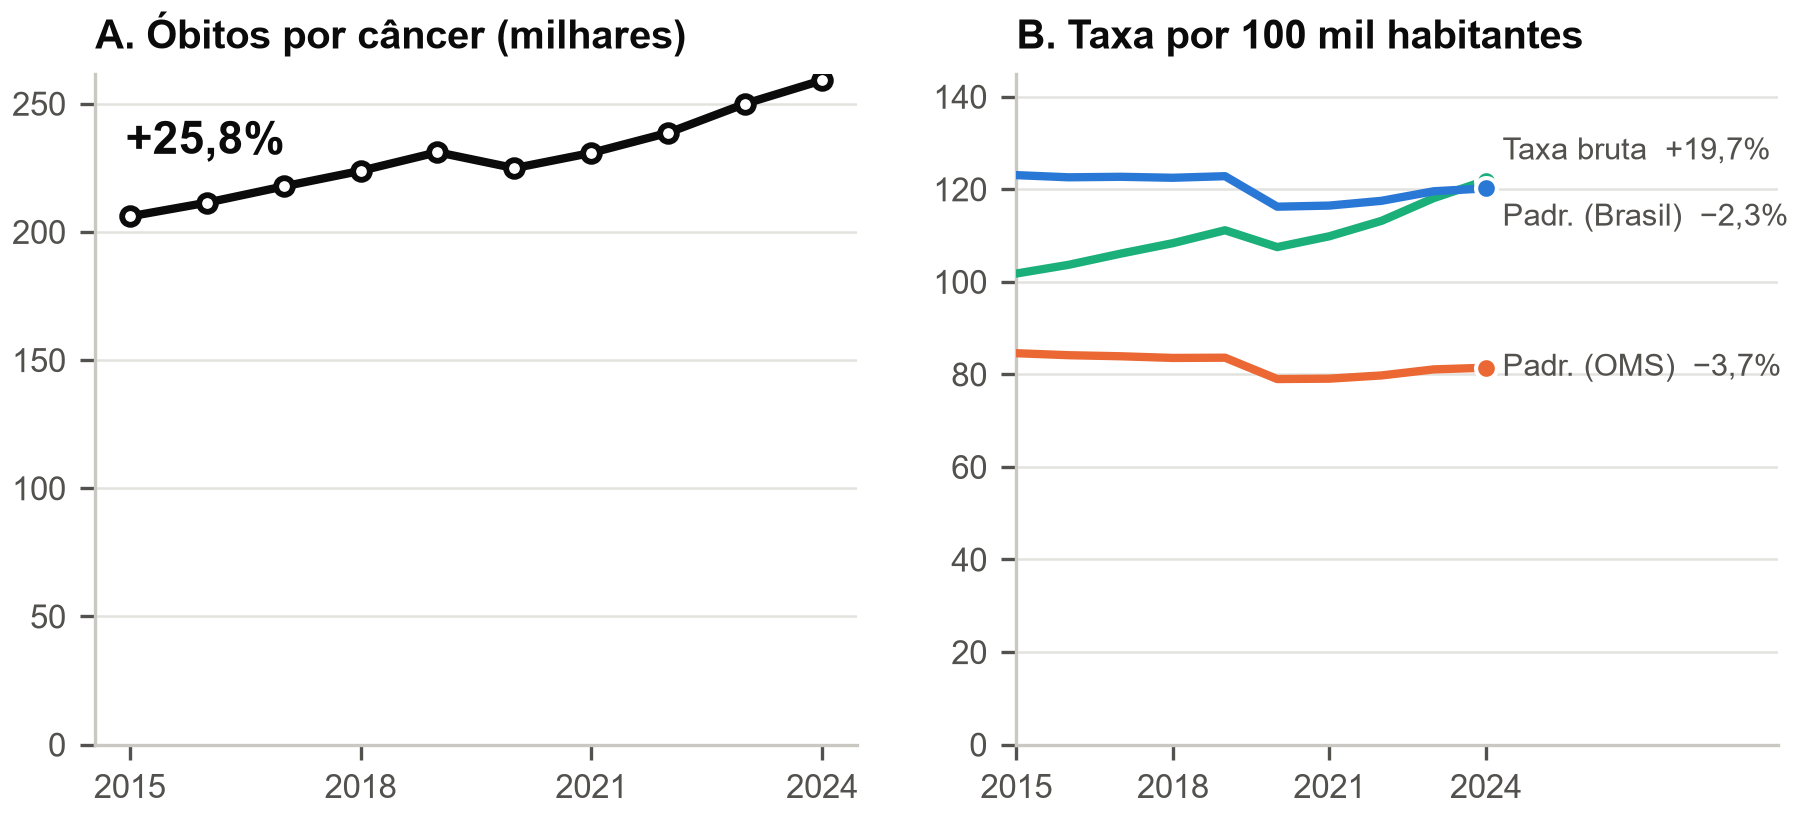 A. Óbitos por câncer (milhares)
250
200
150
100
50
0
+25,8%
2015 2018 2021 2024
B. Taxa por 100 mil habitantes
140
120
100
80
60
40
20
0
Taxa bruta +19,7%
Padr. (Brasil) −2,3%
Padr. (OMS) −3,7%
2015 2018 2021 2024